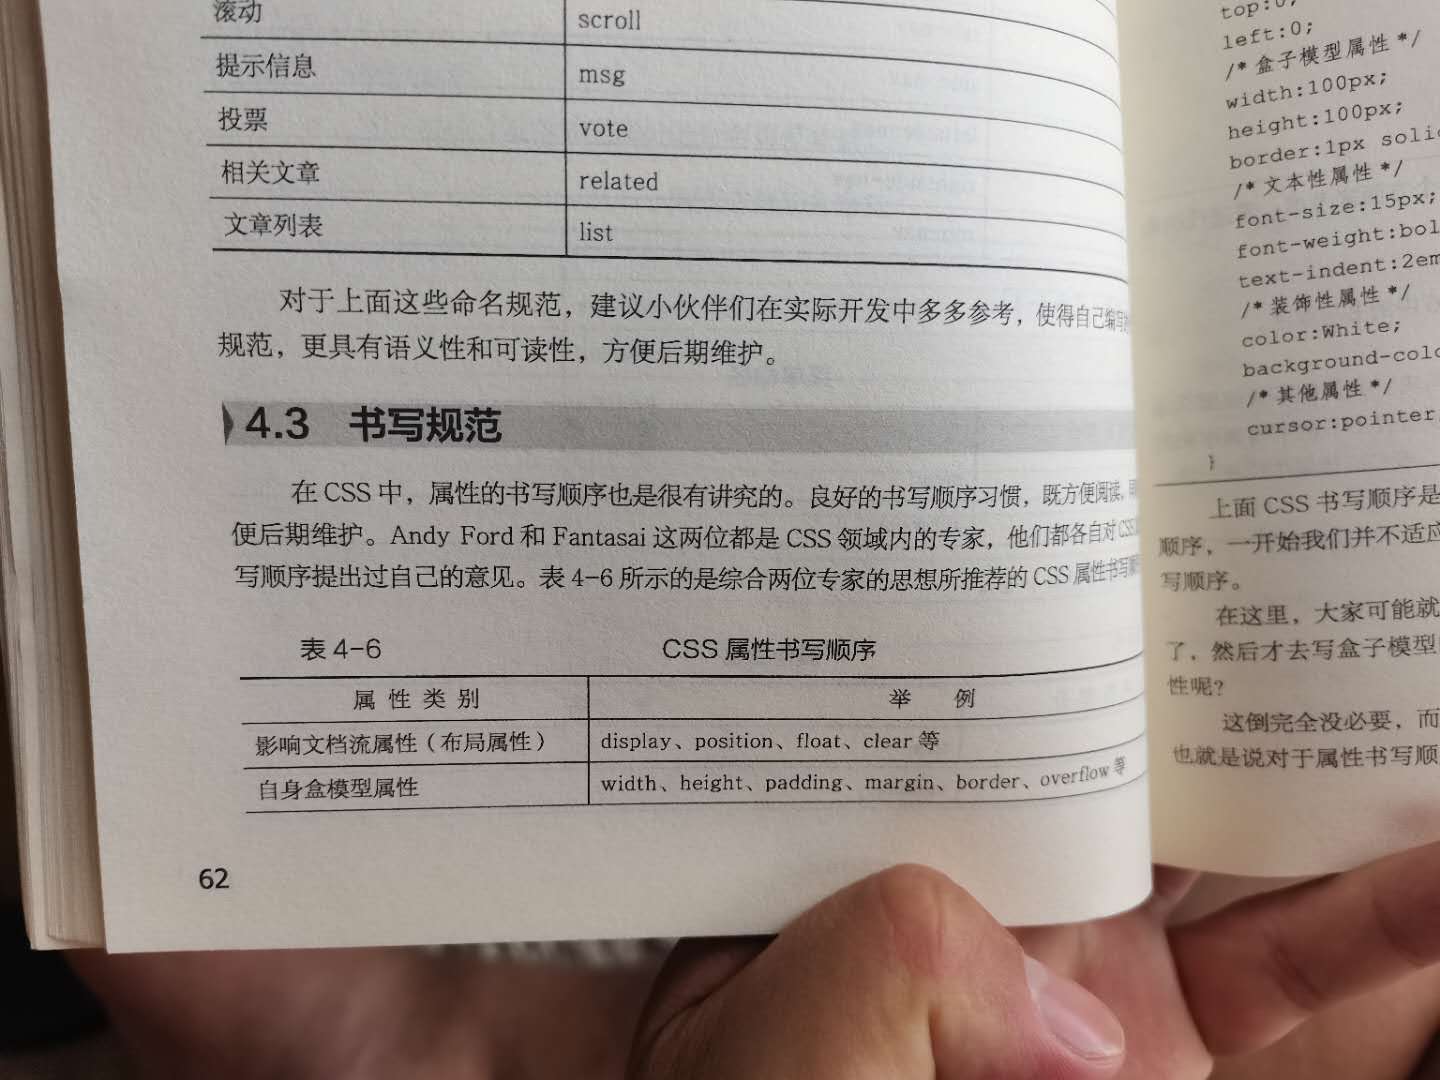 滚动 scroll
提示信息 msg
投票 vote
相关文章 related
文章列表 list
对于上面这些命名规范，建议小伙伴们在实际开发中多多参考，使得自己编写
规范，更具有语义性和可读性，方便后期维护。
4.3 书写规范
在 CSS 中，属性的书写顺序也是很有讲究的。良好的书写顺序习惯，既方便阅读，
便后期维护。Andy Ford 和 Fantasai 这两位都是 CSS 领域内的专家，他们都各自对 CSS
写顺序提出过自己的意见。表 4-6 所示的是综合两位专家的思想所推荐的 CSS 属性书写顺
表 4-6 CSS 属性书写顺序
属性类别 举例
影响文档流属性（布局属性） display、position、float、clear 等
自身盒模型属性 width、height、padding、margin、border、overflow 等
62
top:0;
left:0;
/*盒子模型属性*/
width:100px;
height:100px;
border:1px soli
/*文本性属性*/
font-size:15px;
font-weight:bol
text-indent:2em
/*装饰性属性*/
color:White;
background-colo
/*其他属性*/
cursor:pointer
}
上面 CSS 书写顺序是
顺序，一开始我们并不适应
写顺序。
在这里，大家可能就
了，然后才去写盒子模型
性呢？
这倒完全没必要，而
也就是说对于属性书写顺